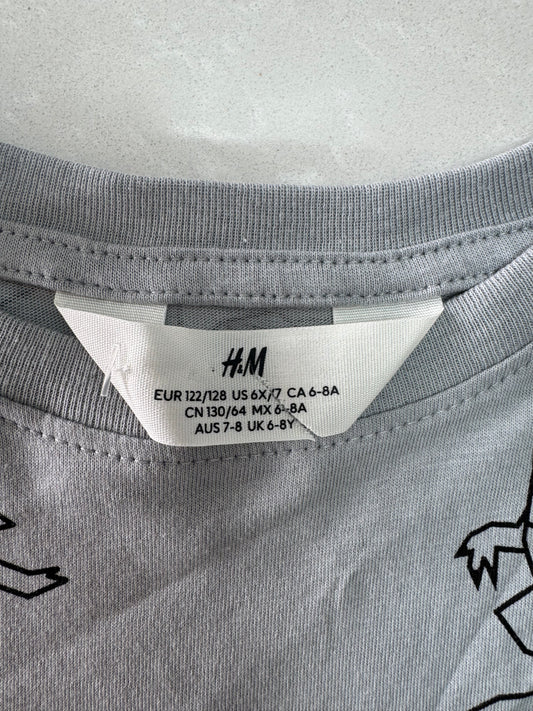 H&M
EUR 122/128 US 6X/7 CA 6-8A
CN 130/64 MX 6-8A
AUS 7-8 UK 6-8Y